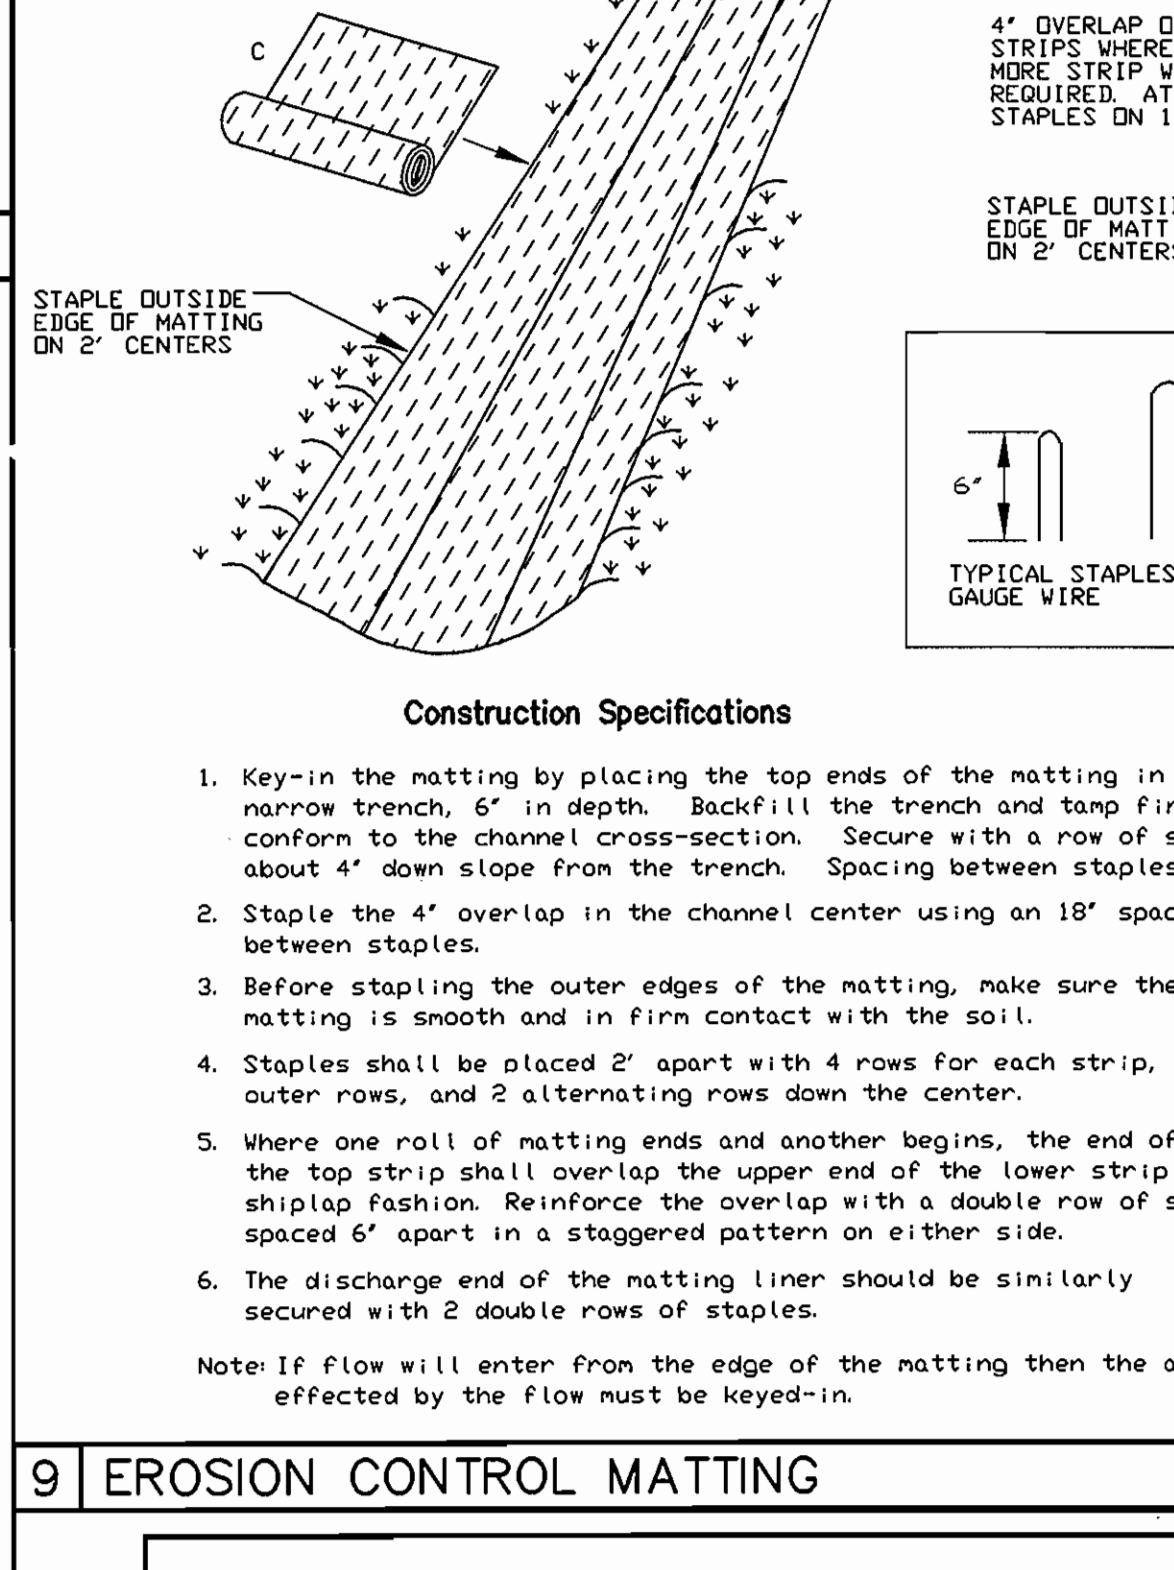 C
4" OVERLAP
STRIPS WHERE
MORE STRIP
REQUIRED. AT
STAPLES ON
STAPLE
EDGE OF MATT
ON 2'
STAPLE OUTSIDE
EDGE OF MATTING
ON 2' CENTERS
6"
TYPICAL STAPLES
GAUGE WIRE
Construction Specifications
1. Key-in the matting by placing the top ends of the matting in
narrow trench, 6" in depth. Backfill the trench and tamp
conform to the channel cross-section. Secure with a row of
about 4" down slope from the trench. Spacing between staples
2. Staple the 4" overlap in the channel center using an 18"
between staples.
3. Before stapling the outer edges of the matting, make sure the
matting is smooth and in firm contact with the soil.
4. Staples shall be placed 2' apart with 4 rows for each strip,
outer rows, and 2 alternating rows down the center.
5. Where one roll of matting ends and another begins, the end of
the top strip shall overlap the upper end of the lower strip
shiplap fashion. Reinforce the overlap with a double row of
spaced 6" apart in a staggered pattern on either side.
6. The discharge end of the matting liner should be similarly
secured with 2 double rows of staples.
Note: If flow will enter from the edge of the matting then the
effected by the flow must be keyed-in.
9 EROSION CONTROL MATTING